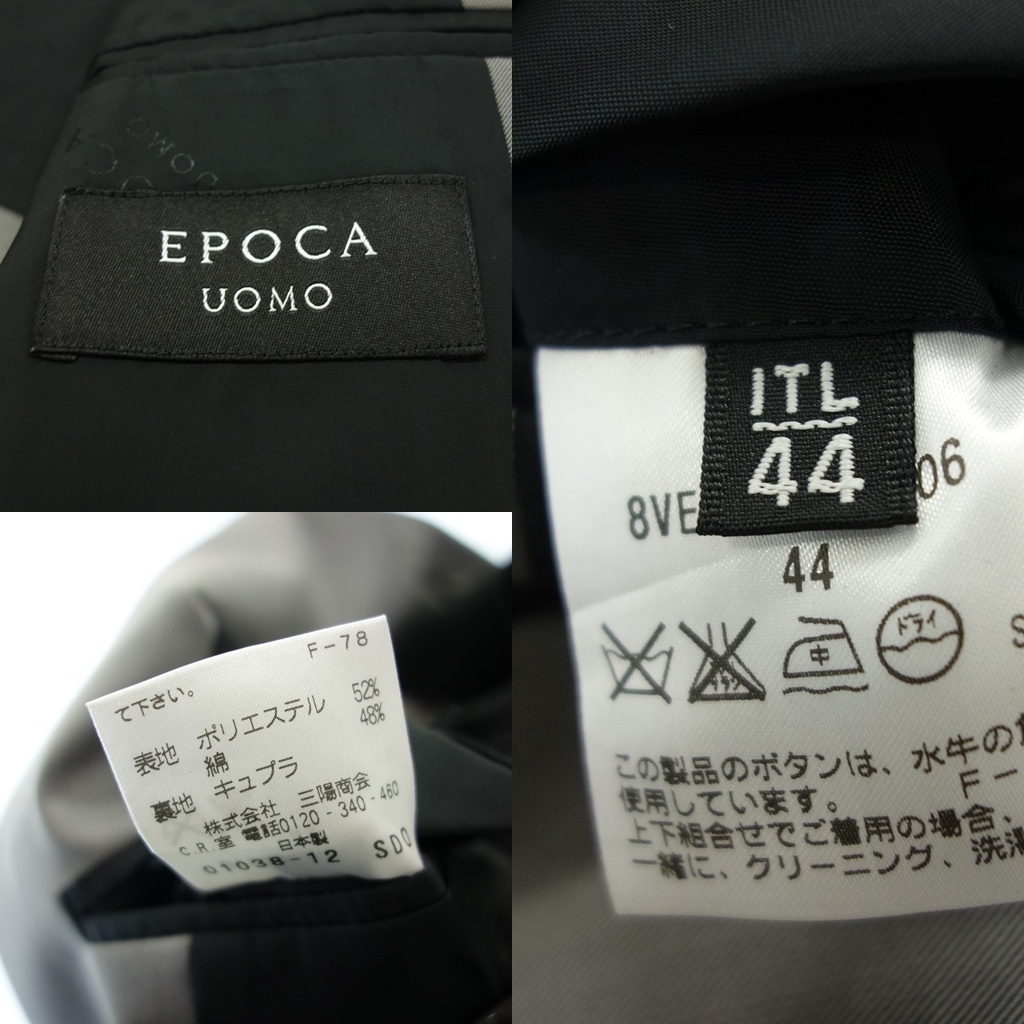 EPOCA
UOMO
ITL
44
8VE
06
44
ドライ
中
この製品のボタンは、水牛の
F-
使用しています。
上下組合せでご着用の場合、
一緒に、クリーニング、洗濯
F-78
て下さい。
表地 ポリエステル 52%
綿 48%
裏地 キュプラ
株式会社 三陽商会
C.R.室 電話0120-340-460
日本製
01038-12 SDO